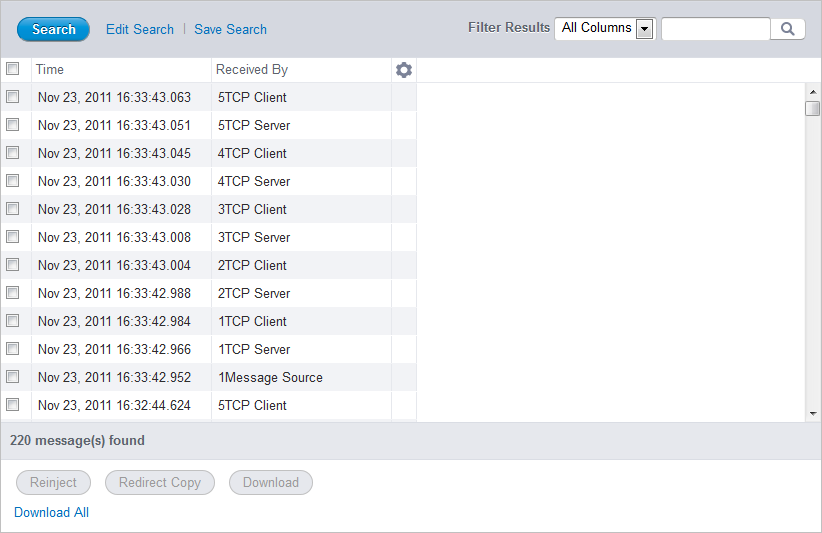 Search Edit Search | Save Search Filter Results All Columns
Time Received By
Nov 23, 2011 16:33:43.063 5TCP Client
Nov 23, 2011 16:33:43.051 5TCP Server
Nov 23, 2011 16:33:43.045 4TCP Client
Nov 23, 2011 16:33:43.030 4TCP Server
Nov 23, 2011 16:33:43.028 3TCP Client
Nov 23, 2011 16:33:43.008 3TCP Server
Nov 23, 2011 16:33:43.004 2TCP Client
Nov 23, 2011 16:33:42.988 2TCP Server
Nov 23, 2011 16:33:42.984 1TCP Client
Nov 23, 2011 16:33:42.966 1TCP Server
Nov 23, 2011 16:33:42.952 1Message Source
Nov 23, 2011 16:32:44.624 5TCP Client
220 message(s) found
Reinject Redirect Copy Download
Download All